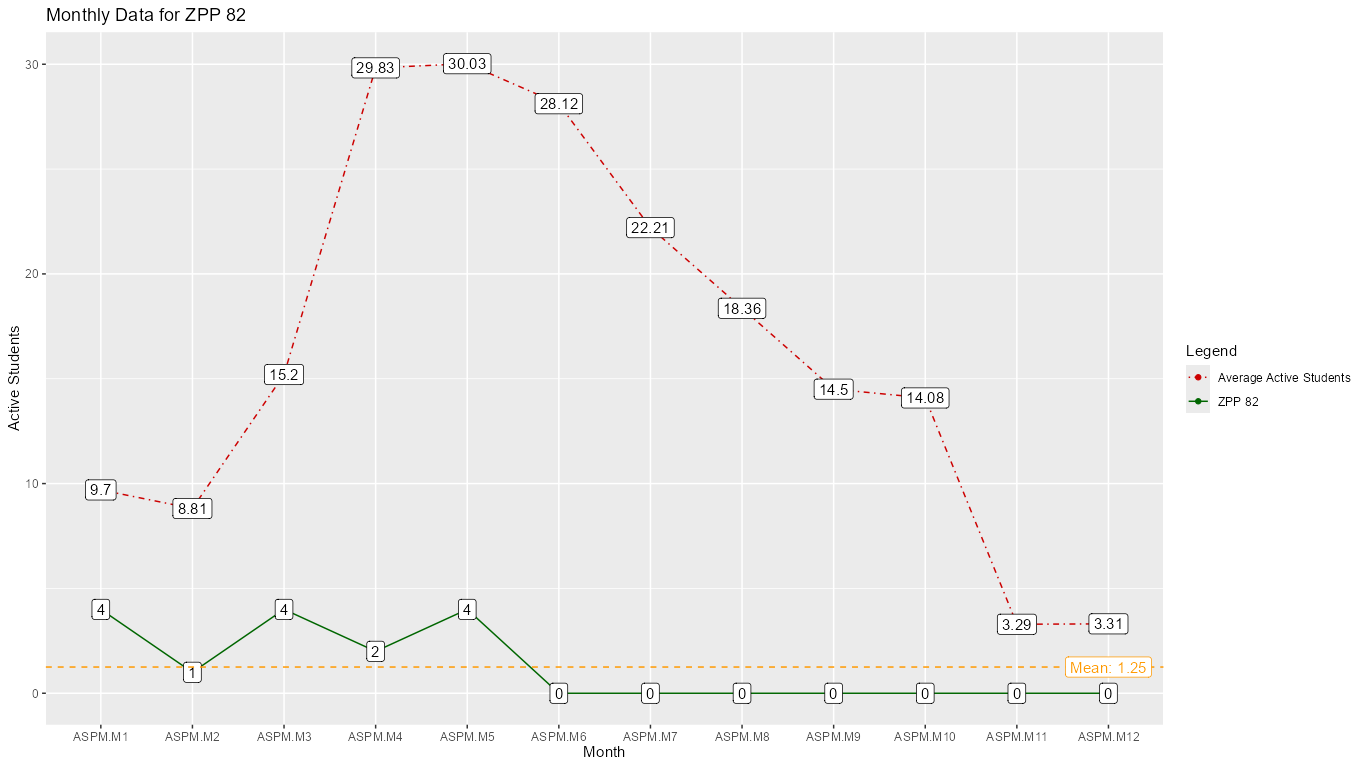 Monthly Data for ZPP 82
30
20
10
0
Active Students
29.83
30.03
28.12
22.21
18.36
15.2
14.5
14.08
9.7
8.81
3.29
3.31
4
1
4
2
4
0
0
0
0
0
0
0
Mean: 1.25
ASPM.M1
ASPM.M2
ASPM.M3
ASPM.M4
ASPM.M5
ASPM.M6
ASPM.M7
ASPM.M8
ASPM.M9
ASPM.M10
ASPM.M11
ASPM.M12
Month
Legend
Average Active Students
ZPP 82